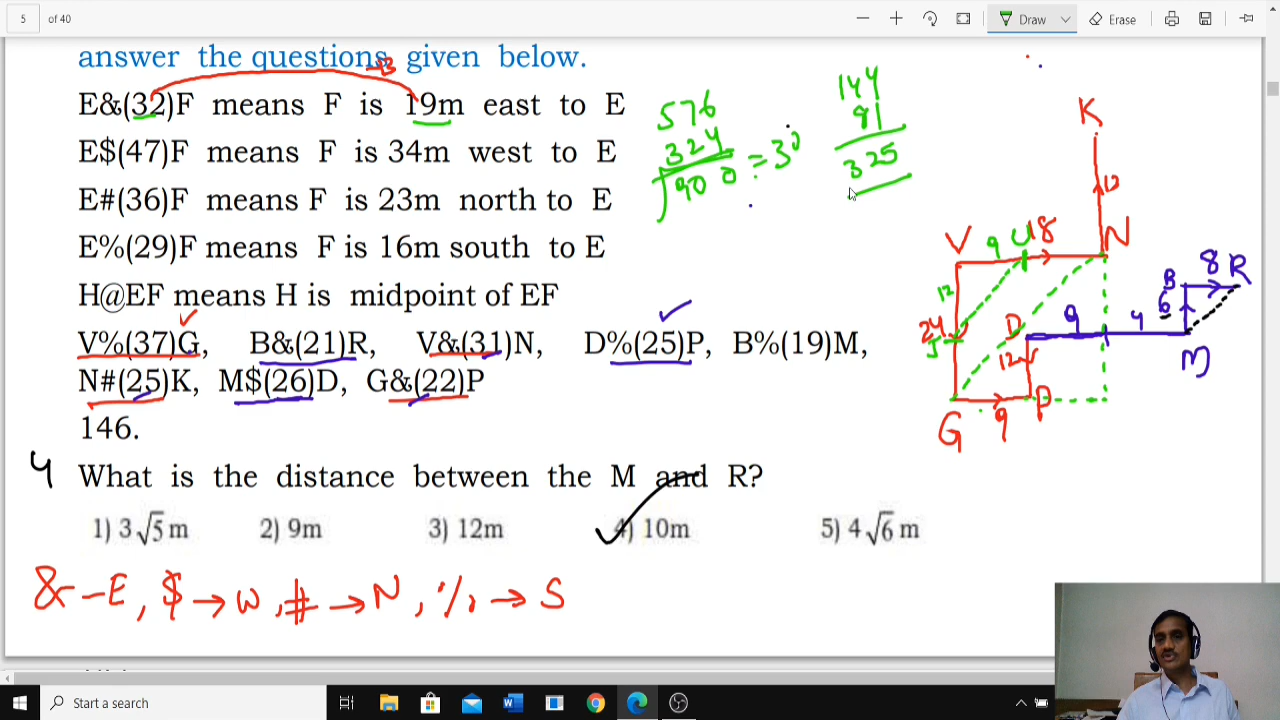 5 of 40 Draw Erase
answer the questions given below.
-13
E&(32)F means F is 19m east to E
E$(47)F means F is 34m west to E
E#(36)F means F is 23m north to E
E%(29)F means F is 16m south to E
H@EF means H is midpoint of EF
V%(37)G, B&(21)R, V&(31)N, D%(25)P, B%(19)M,
N#(25)K, M$(26)D, G&(22)P
146.
4 What is the distance between the M and R?
1) 3√5 m 2) 9m 3) 12m 4) 10m 5) 4√6 m
& – E, $ → W, # → N, % → S
576
324
√900 = 30
144
81
325
K
12
V 9 U 18 N
12
24
J
D 9 4
12
G 9 P
B 8 R
6
M
Start a search